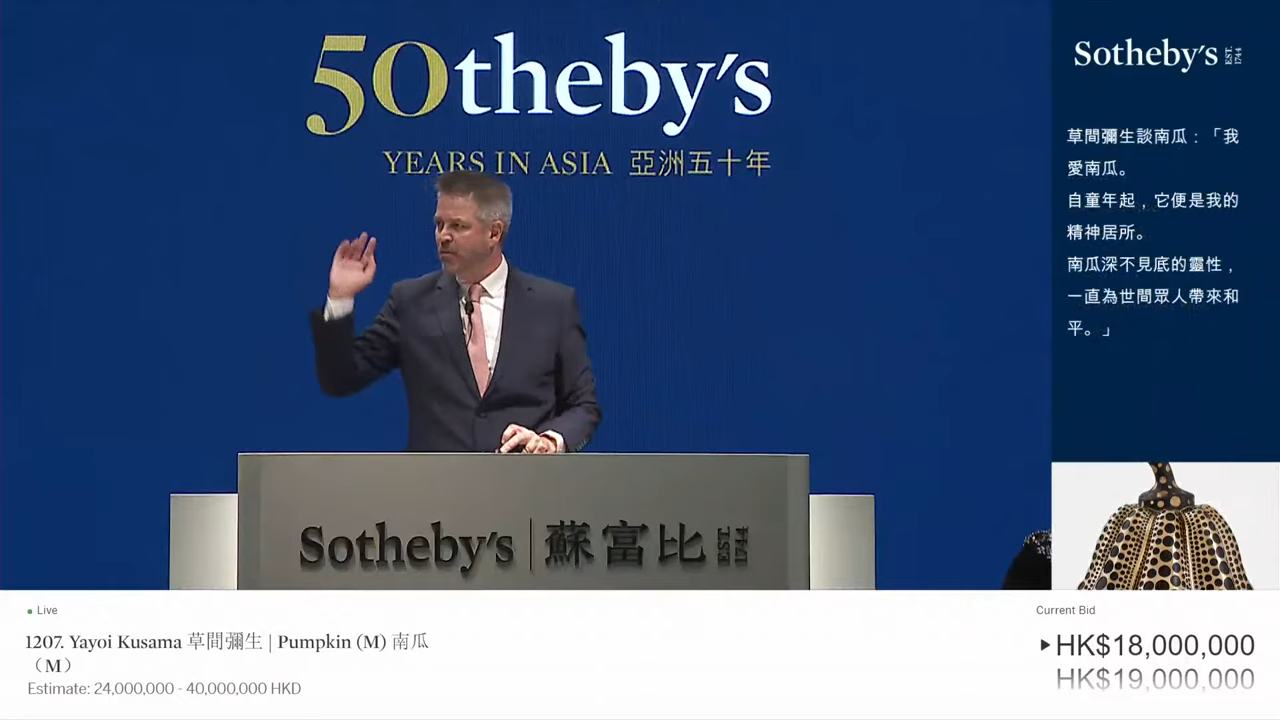 50theby's
YEARS IN ASIA 亞洲五十年
Sotheby's EST. 1744
草間彌生談南瓜：「我
愛南瓜。
自童年起，它便是我的
精神居所。
南瓜深不見底的靈性，
一直為世間眾人帶來和
平。」
Sotheby's | 蘇富比 EST. 1744
Live
1207. Yayoi Kusama 草間彌生 | Pumpkin (M) 南瓜
（M）
Estimate: 24,000,000 - 40,000,000 HKD
Current Bid
HK$18,000,000
HK$19,000,000